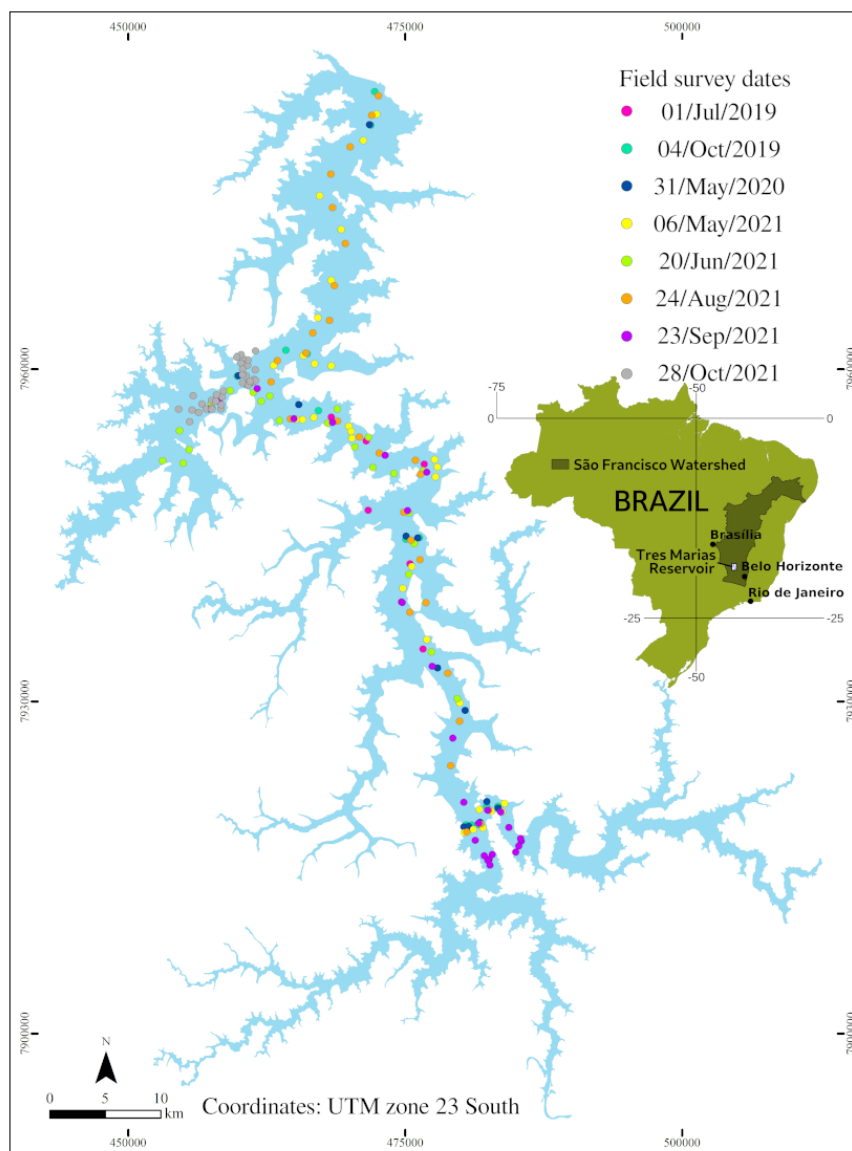 450000
475000
500000
Field survey dates
01/Jul/2019
04/Oct/2019
31/May/2020
06/May/2021
20/Jun/2021
24/Aug/2021
23/Sep/2021
28/Oct/2021
7960000
7960000
-75
-50
0
0
São Francisco Watershed
BRAZIL
Brasília
Tres Marias
Reservoir
Belo Horizonte
Rio de Janeiro
-25
-25
-50
7930000
7930000
7900000
7900000
0 5 10
km
Coordinates: UTM zone 23 South
450000
475000
500000